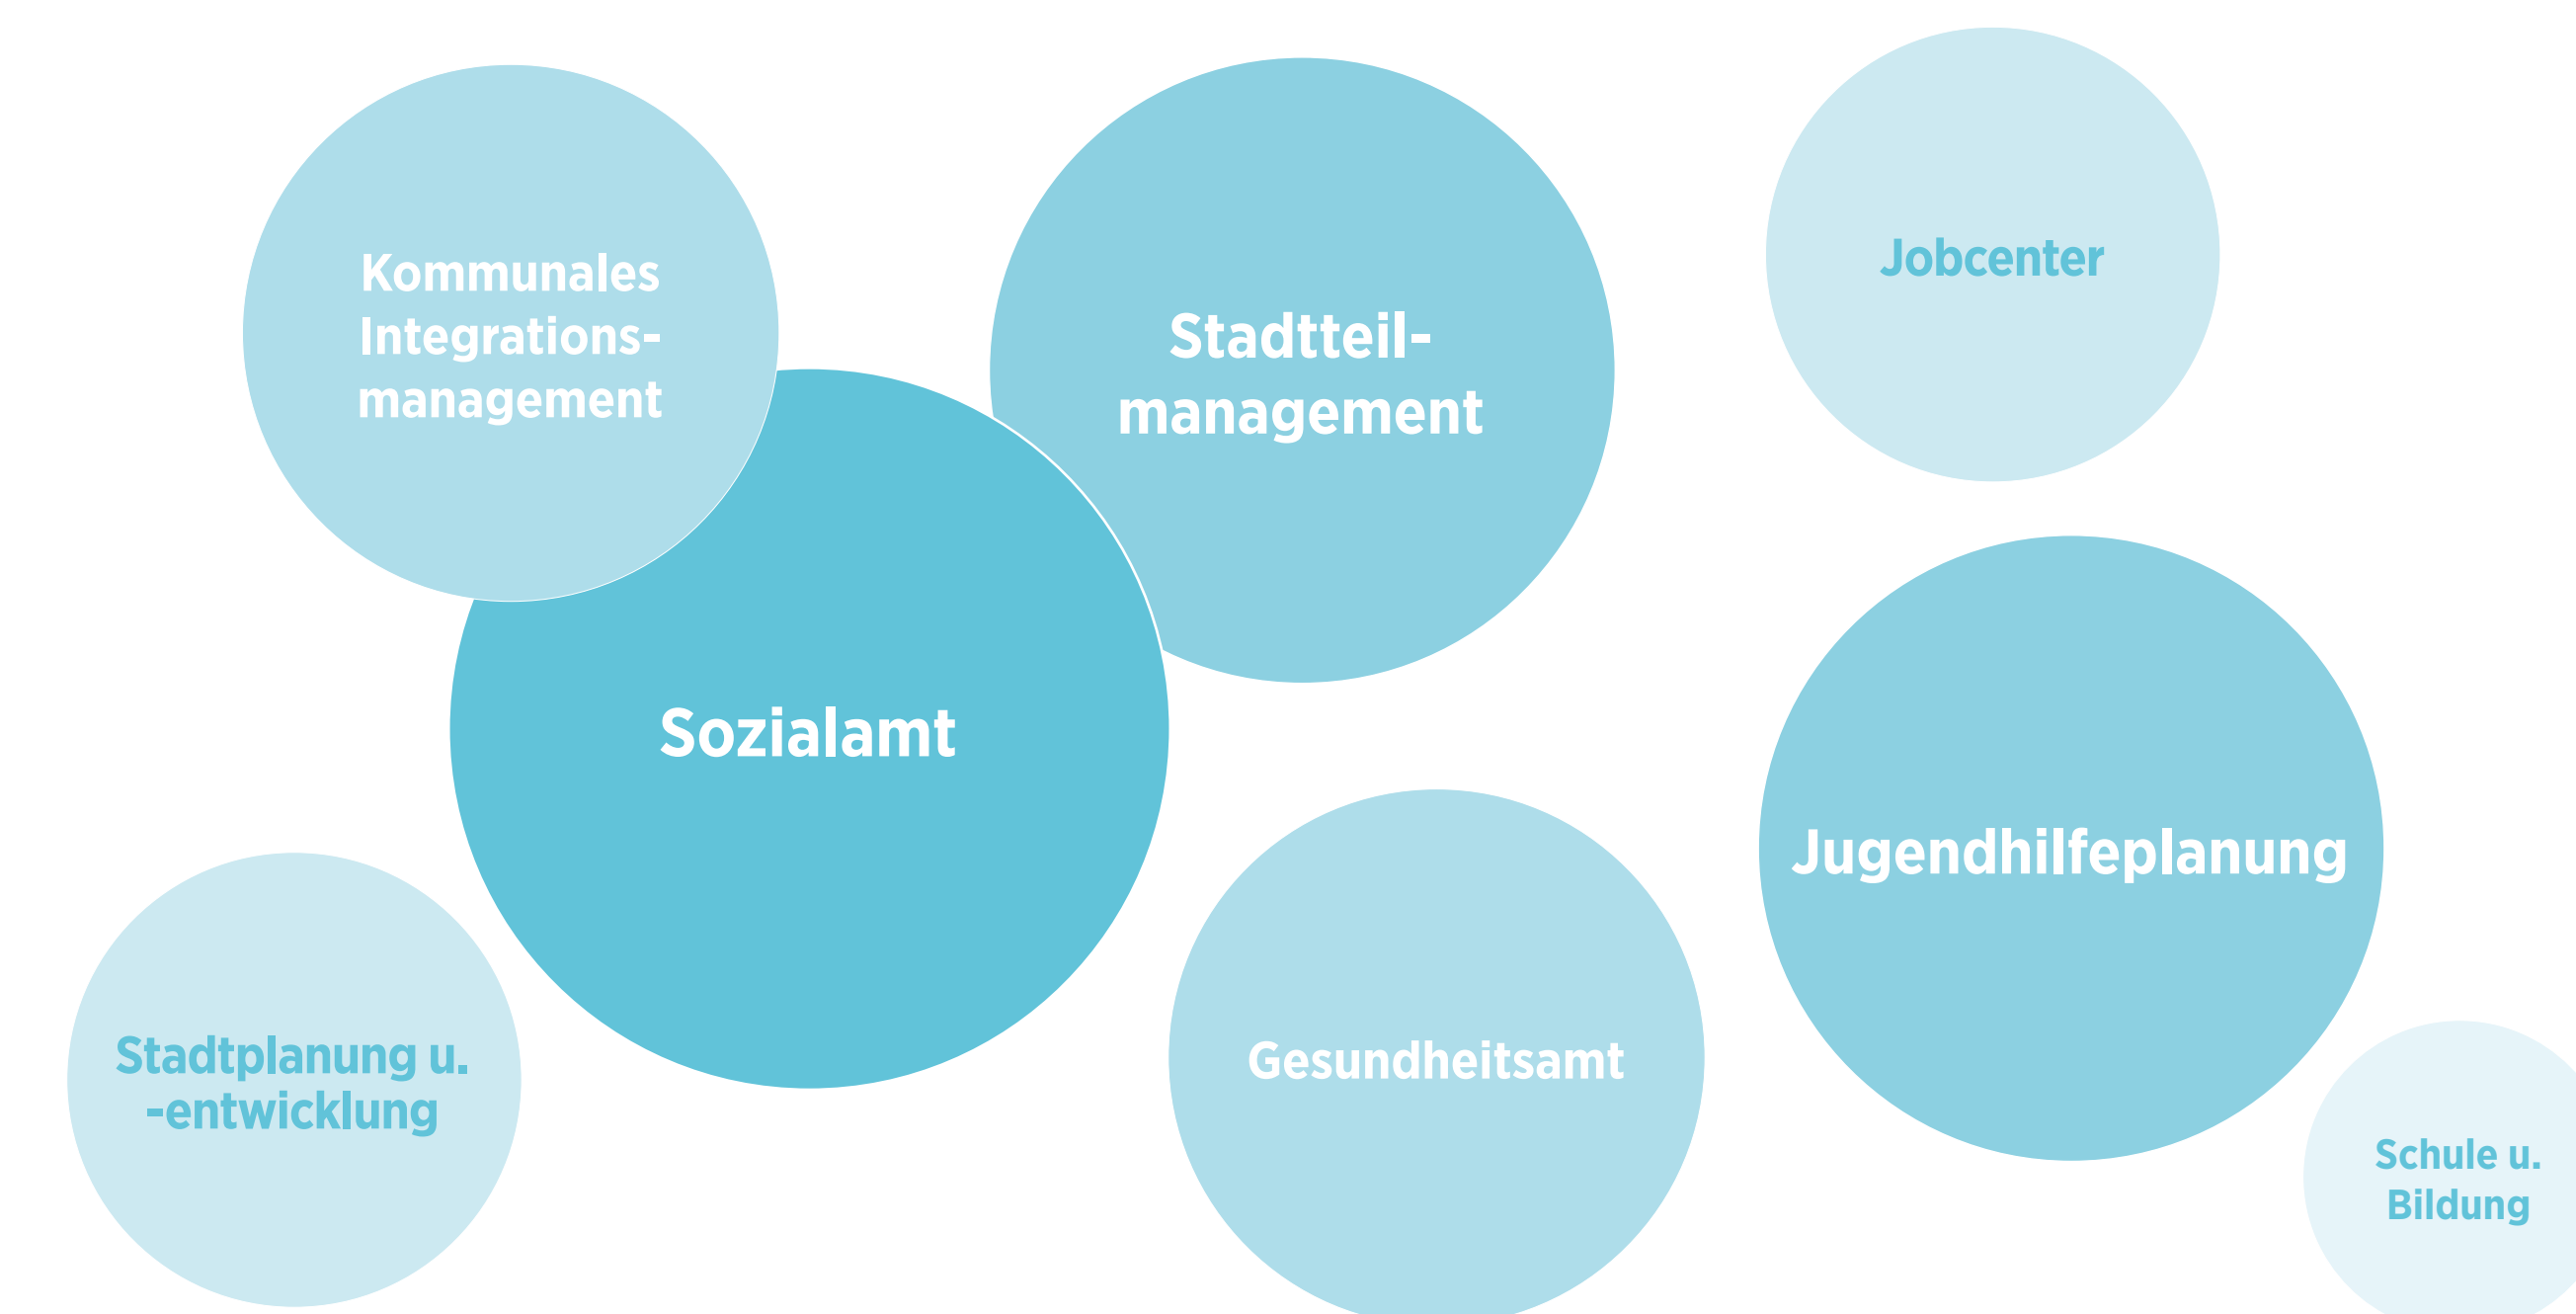 Kommunales
Integrations-
management
Stadtteil-
management
Jobcenter
Sozialamt
Jugendhilfeplanung
Stadtplanung u.
-entwicklung
Gesundheitsamt
Schule u.
Bildung